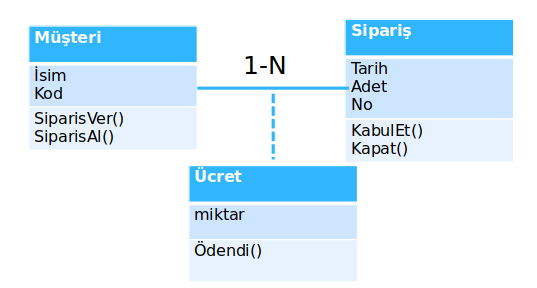 Müşteri
İsim
Kod
SiparisVer()
SiparisAl()
1-N
Sipariş
Tarih
Adet
No
KabulEt()
Kapat()
Ücret
miktar
Ödendi()